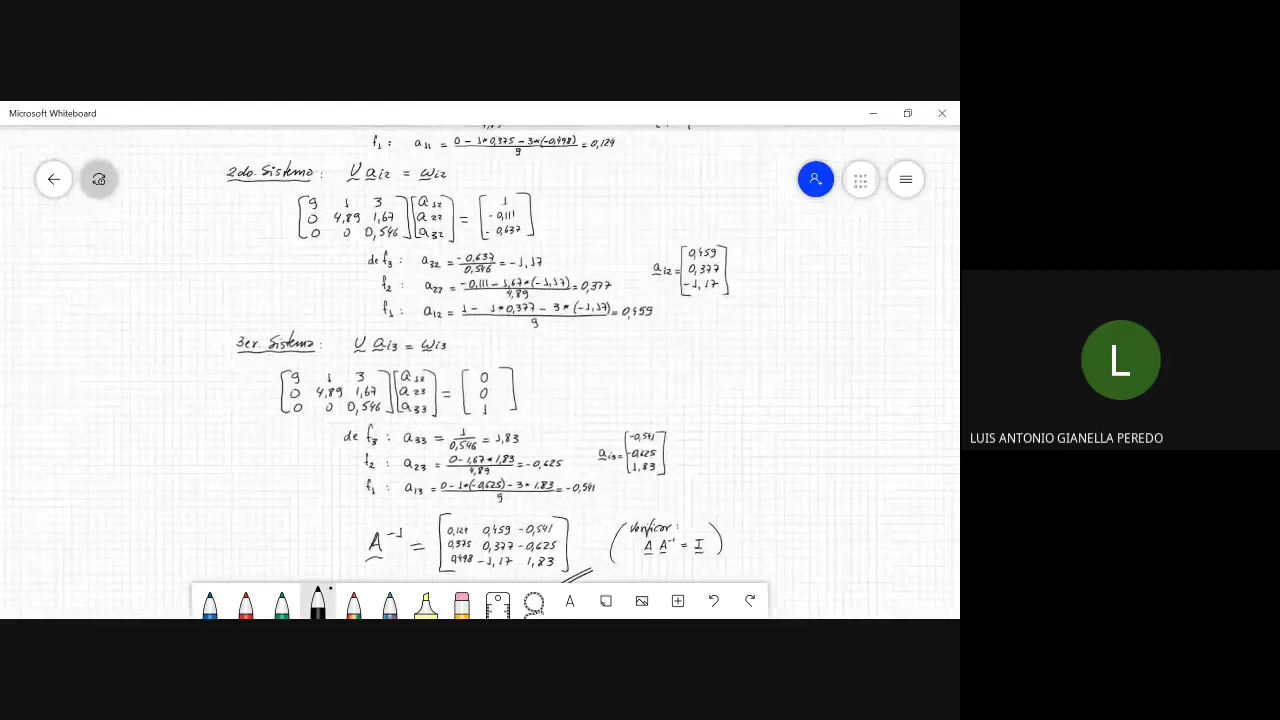 Microsoft Whiteboard
f₁ : a₁₁ = (0 - 1*0,375 - 3*(-0,498))/9 = 0,124
2do. Sistema : U a_i2 = w_i2
[9 1 3; 0 4,89 1,67; 0 0 0,546] [a₁₂; a₂₂; a₃₂] = [1; -0,111; -0,637]
de f₃ : a₃₂ = -0,637/0,546 = -1,17
f₂ : a₂₂ = (-0,111 - 1,67*(-1,17))/4,89 = 0,377
a_i2 = [0,459; 0,377; -1,17]
f₁ : a₁₂ = (1 - 1*0,377 - 3*(-1,17))/9 = 0,459
3er. Sistema : U a_i3 = w_i3
[9 1 3; 0 4,89 1,67; 0 0 0,546] [a₁₃; a₂₃; a₃₃] = [0; 0; 1]
de f₃ : a₃₃ = 1/0,546 = 1,83
f₂ : a₂₃ = (0 - 1,67*1,83)/4,89 = -0,625
a_i3 = [-0,541; -0,625; 1,83]
f₁ : a₁₃ = (0 - 1*(-0,625) - 3*1,83)/9 = -0,541
A⁻¹ = [0,124 0,459 -0,541; 0,375 0,377 -0,625; 0,498 -1,17 1,83]
(Verificar :
A A⁻¹ = I)
L
LUIS ANTONIO GIANELLA PEREDO